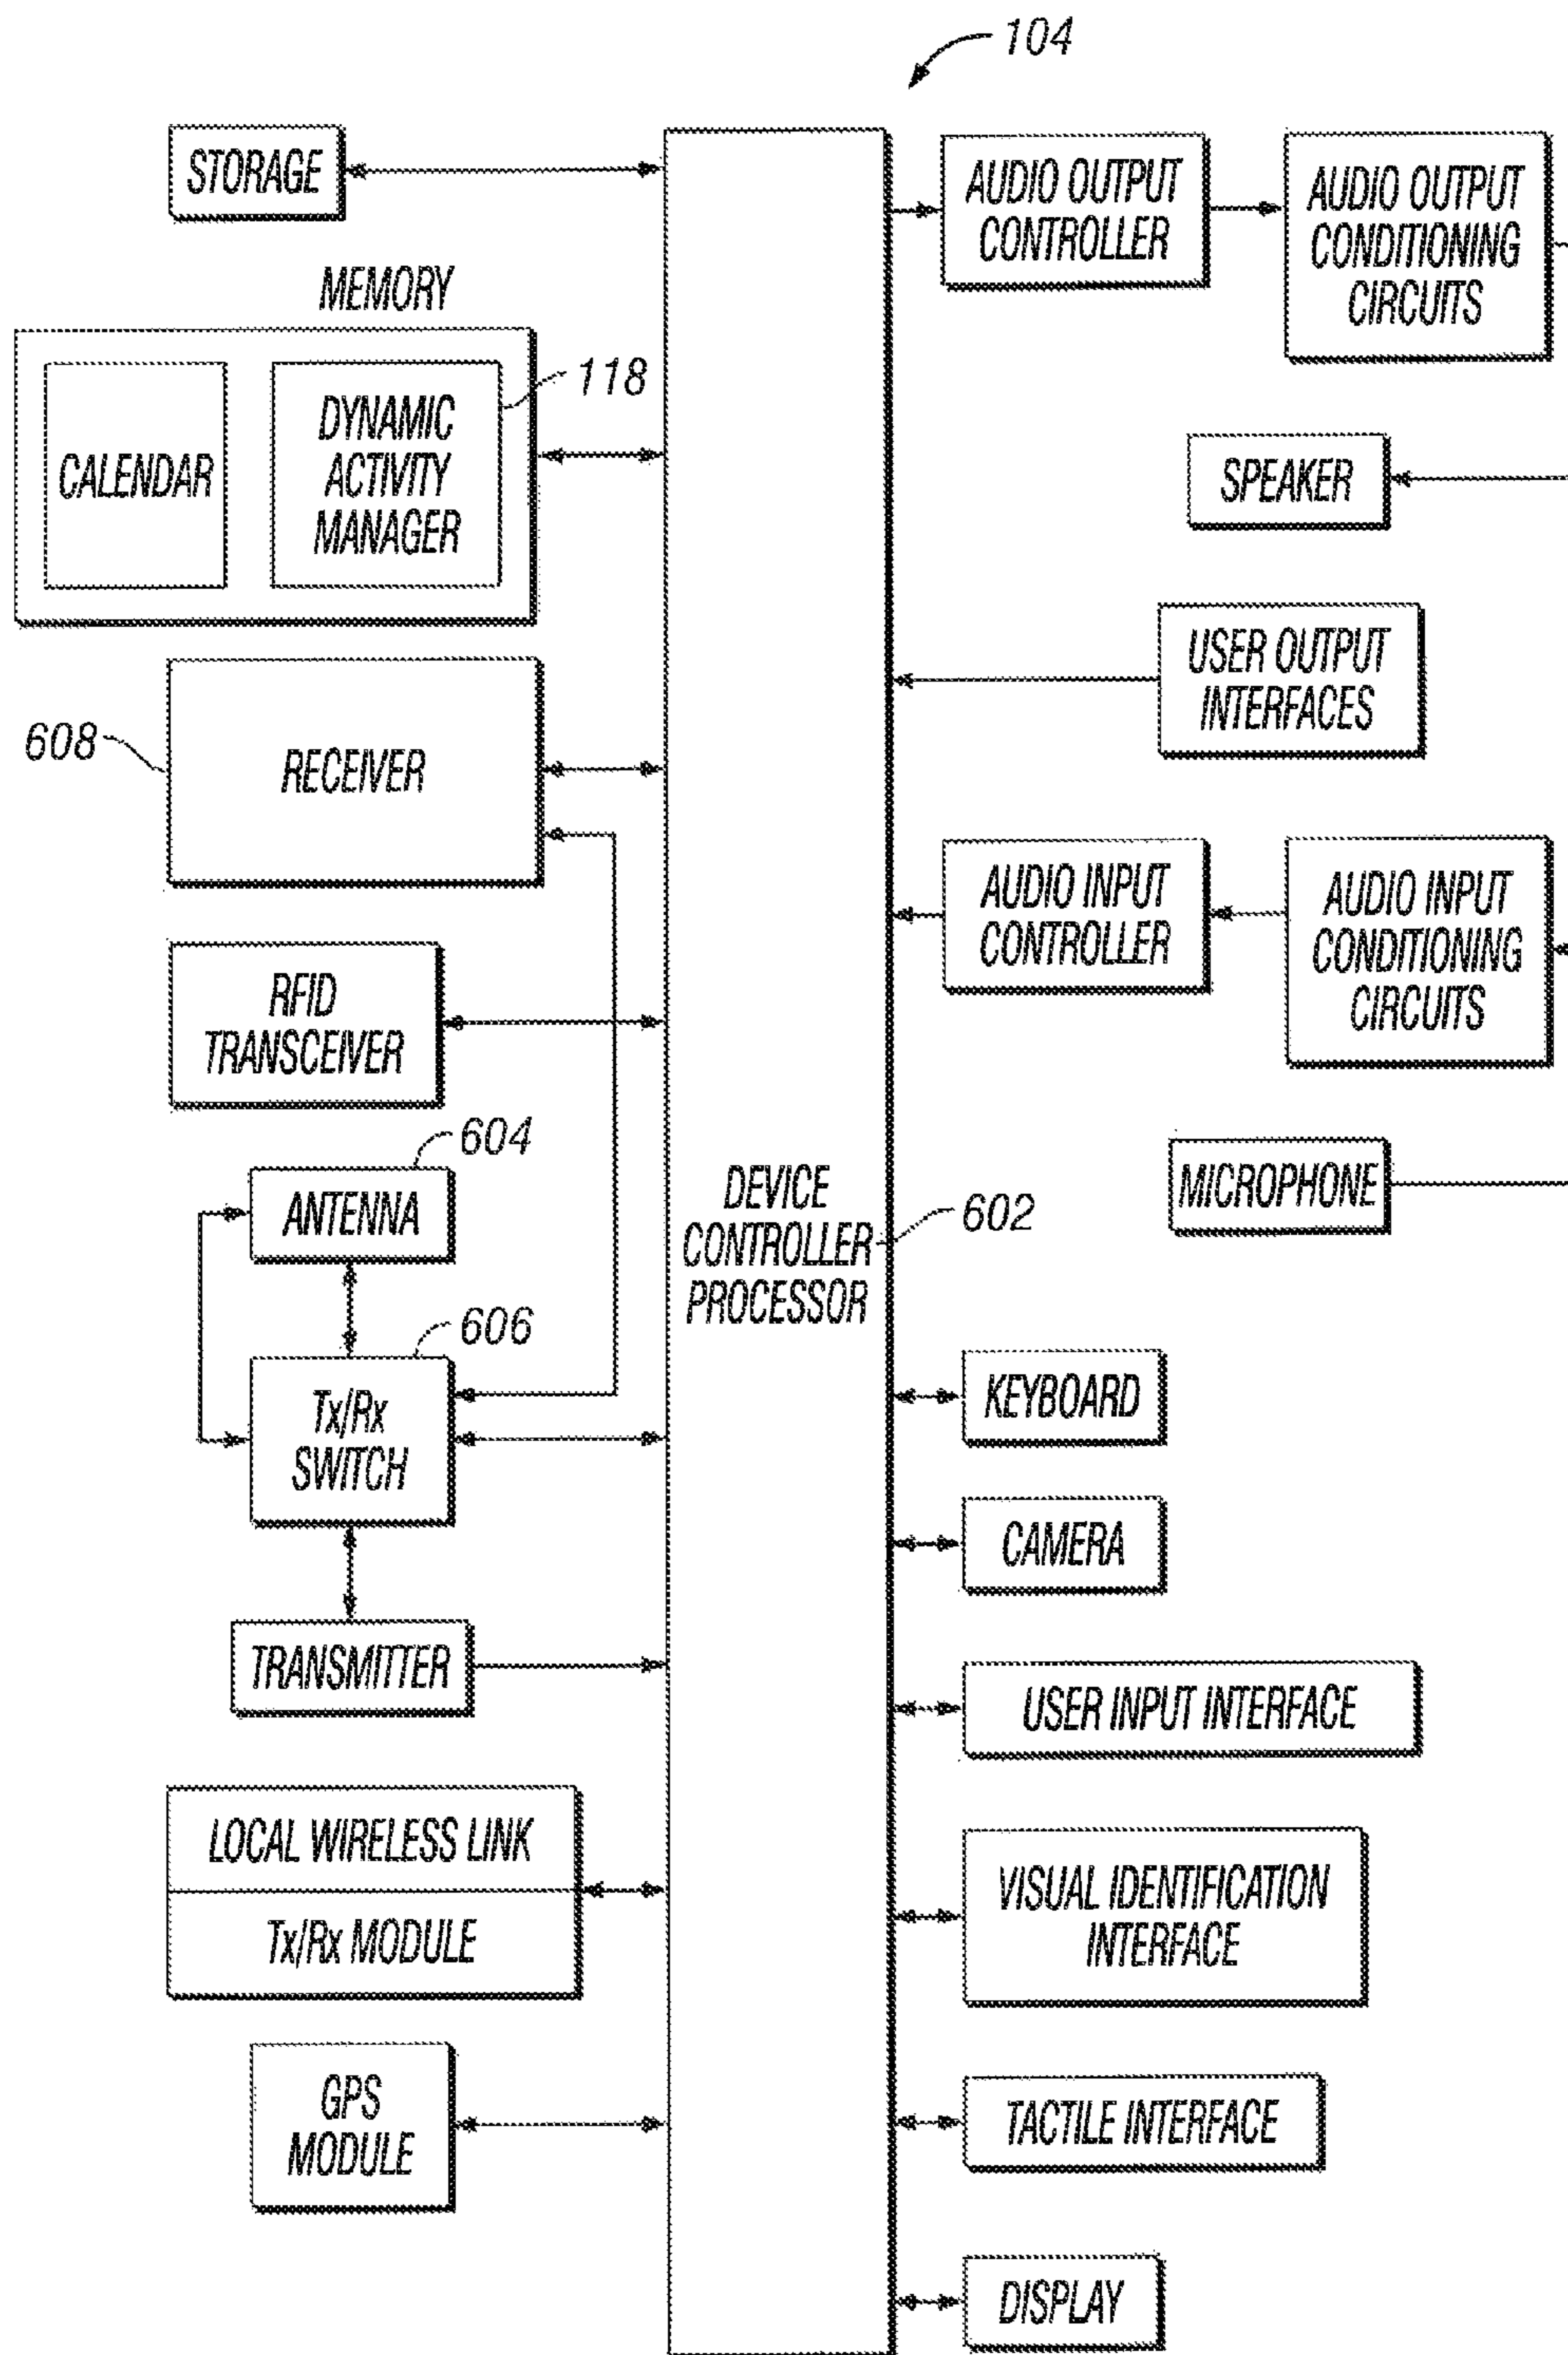 104
STORAGE
MEMORY
CALENDAR
DYNAMIC
ACTIVITY
MANAGER
118
608
RECEIVER
RFID
TRANSCEIVER
604
ANTENNA
606
Tx/Rx
SWITCH
TRANSMITTER
LOCAL WIRELESS LINK
Tx/Rx MODULE
GPS
MODULE
DEVICE
CONTROLLER
PROCESSOR
602
AUDIO OUTPUT
CONTROLLER
AUDIO OUTPUT
CONDITIONING
CIRCUITS
SPEAKER
USER OUTPUT
INTERFACES
AUDIO INPUT
CONTROLLER
AUDIO INPUT
CONDITIONING
CIRCUITS
MICROPHONE
KEYBOARD
CAMERA
USER INPUT INTERFACE
VISUAL IDENTIFICATION
INTERFACE
TACTILE INTERFACE
DISPLAY